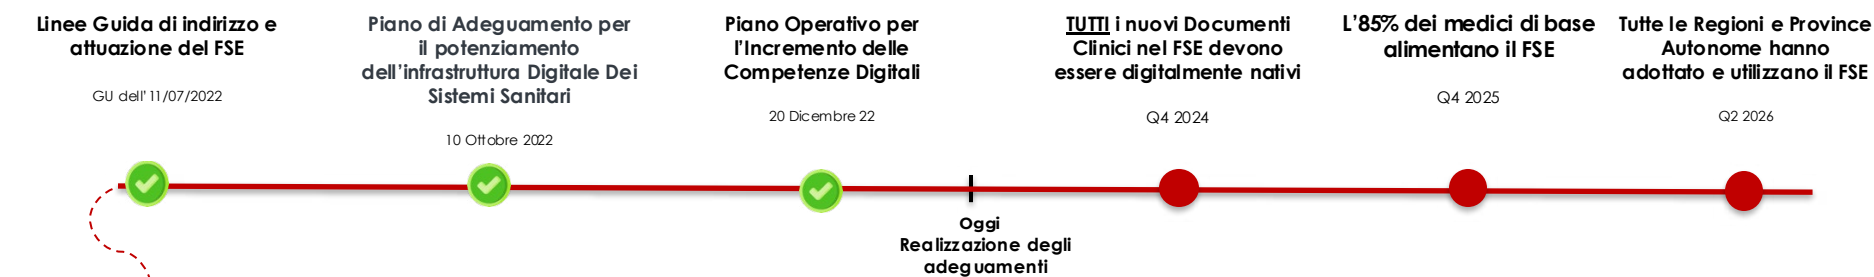 Linee Guida di indirizzo e
attuazione del FSE
GU dell'11/07/2022
Piano di Adeguamento per
il potenziamento
dell'infrastruttura Digitale Dei
Sistemi Sanitari
10 Ottobre 2022
Piano Operativo per
l'Incremento delle
Competenze Digitali
20 Dicembre 22
TUTTI i nuovi Documenti
Clinici nel FSE devono
essere digitalmente nativi
Q4 2024
L'85% dei medici di base
alimentano il FSE
Q4 2025
Tutte le Regioni e Province
Autonome hanno
adottato e utilizzano il FSE
Q2 2026
Oggi
Realizzazione degli
adeguamenti